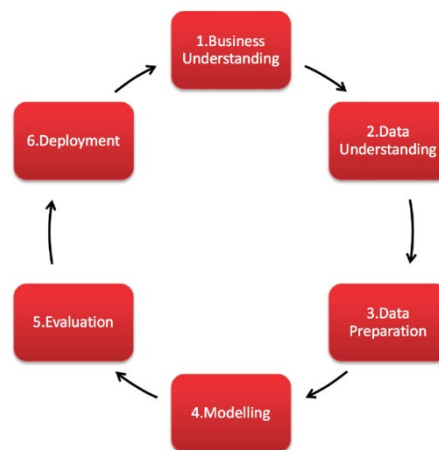 1.Business
Understanding
2.Data
Understanding
3.Data
Preparation
4.Modelling
5.Evaluation
6.Deployment